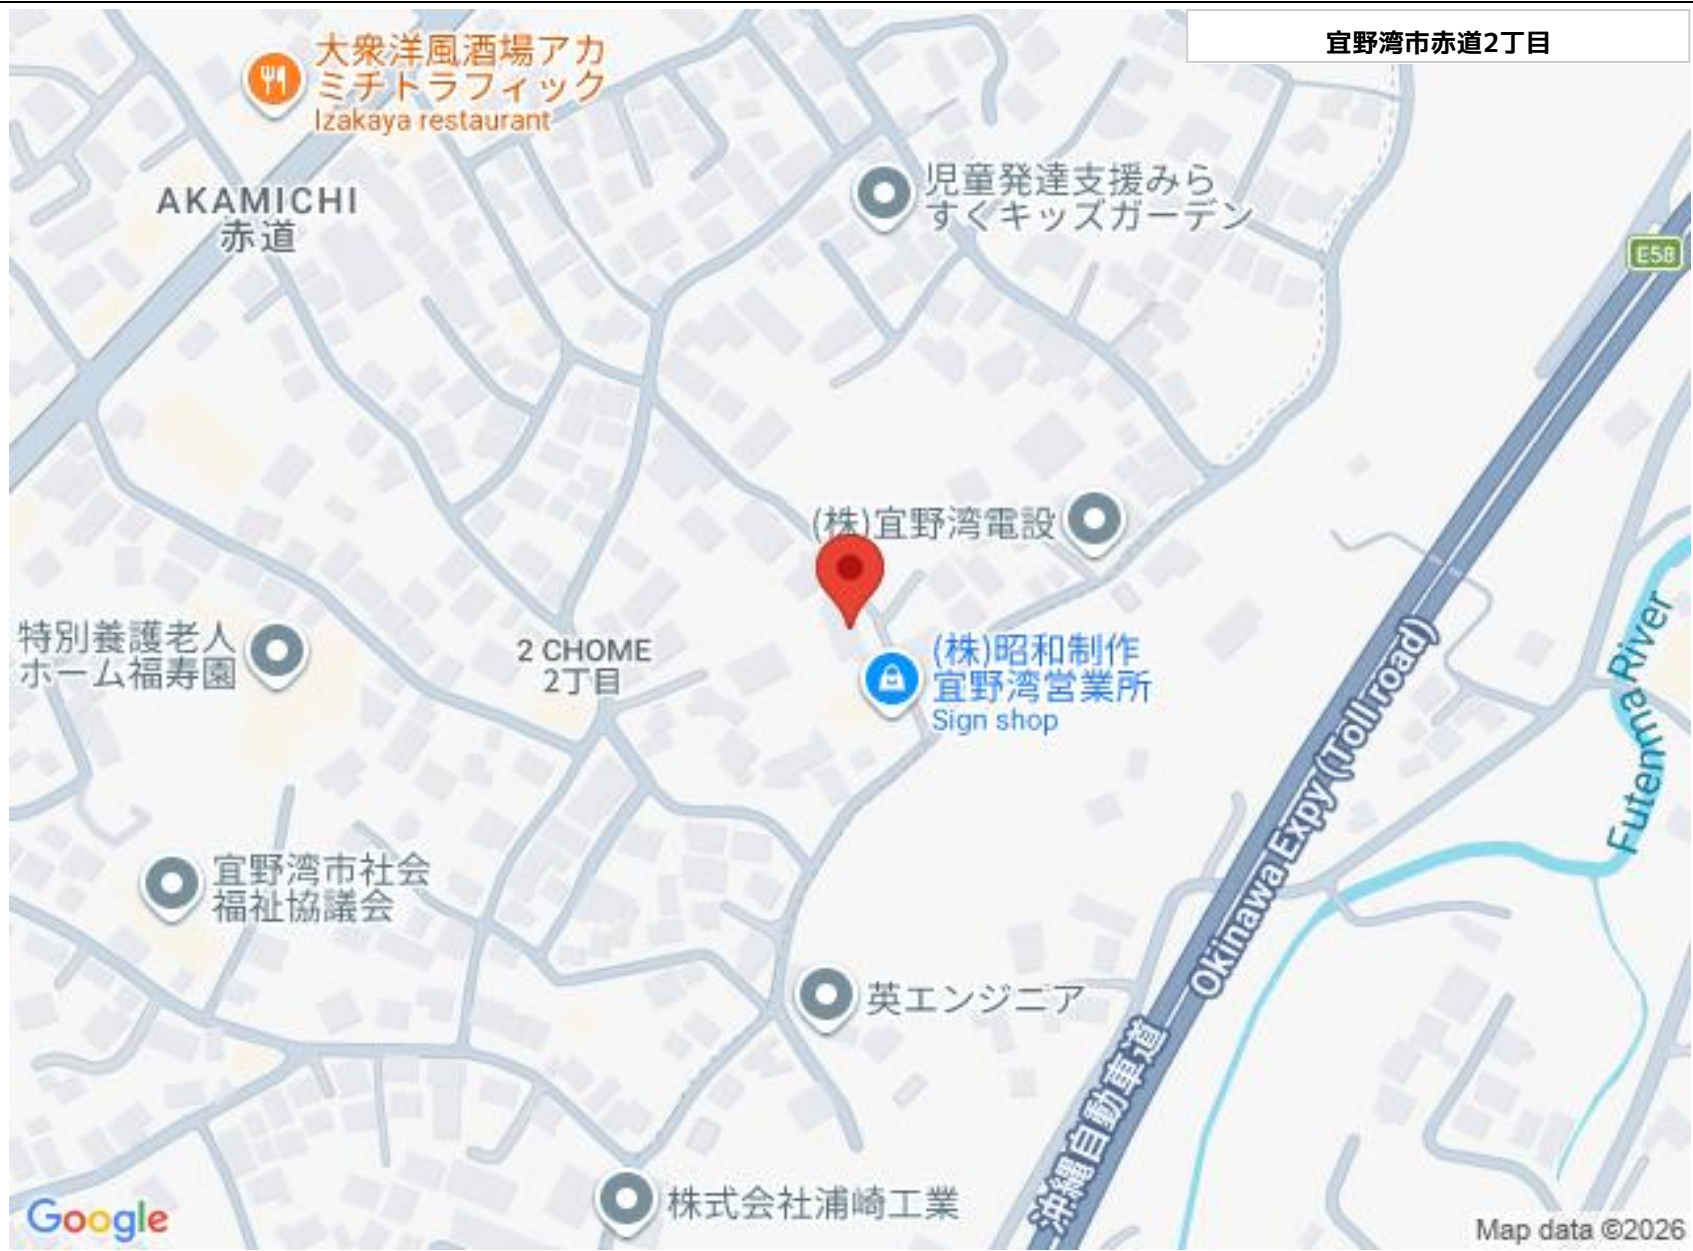 宜野湾市赤道2丁目
大衆洋風酒場アカ
ミチトラフィック
Izakaya restaurant
児童発達支援みら
すくキッズガーデン
AKAMICHI
赤道
E58
(株)宜野湾電設
特別養護老人
ホーム福寿園
2 CHOME
2丁目
(株)昭和制作
宜野湾営業所
Sign shop
Futenma River
Okinawa Expy (Toll road)
宜野湾市社会
福祉協議会
英エンジニア
沖縄自動車道
株式会社浦崎工業
Google
Map data ©2026